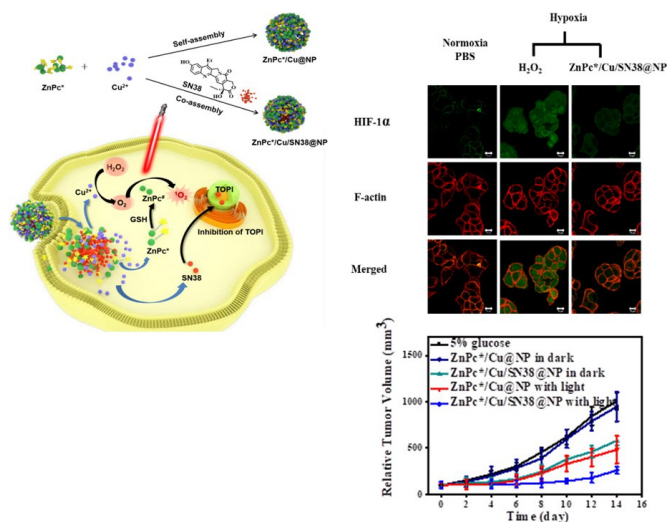 Self-assembly
ZnPc*/Cu@NP
ZnPc*
+
Cu²⁺
Et
HO
N
O
SN38
Co-assembly
ZnPc*/Cu/SN38@NP
H₂O₂
Cu²⁺
O₂
ZnPc*
¹O₂
TOPI
GSH
Inhibition of TOPI
ZnPc*
SN38
Hypoxia
Normoxia
PBS
H₂O₂
ZnPc*/Cu/SN38@NP
HIF-1α
F-actin
Merged
Relative Tumor Volume (mm³)
1500
1000
500
0
5% glucose
ZnPc*/Cu@NP in dark
ZnPc*/Cu/SN38@NP in dark
ZnPc*/Cu@NP with light
ZnPc*/Cu/SN38@NP with light
0 2 4 6 8 10 12 14 16
Time (day)